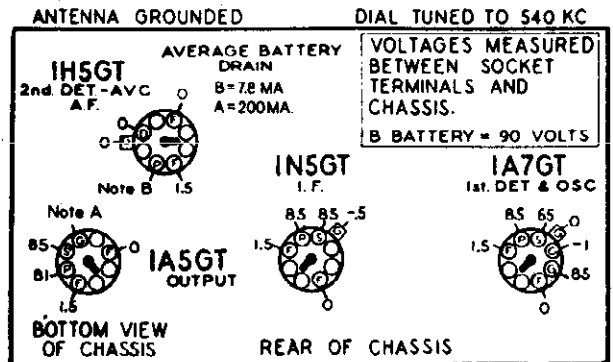 ANTENNA GROUNDED
DIAL TUNED TO 540 KC
1H5GT
2nd. DET.-AVC
A.F.
AVERAGE BATTERY
DRAIN
B=7.8 MA
A=200MA.
VOLTAGES MEASURED
BETWEEN SOCKET
TERMINALS AND
CHASSIS.
B BATTERY = 90 VOLTS
0
0
D
F
0
G
P
F
Note B
1.5
1N5GT
I. F.
85
85
-.5
1.5
F
P
S
G
F
0
1A7GT
1st. DET & OSC
85
65
0
1.5
F
P
S
G
G
-1
G
85
F
0
Note A
85
S
G
F
0
81
P
F
1.5
1A5GT
OUTPUT
BOTTOM VIEW
OF CHASSIS
REAR OF CHASSIS